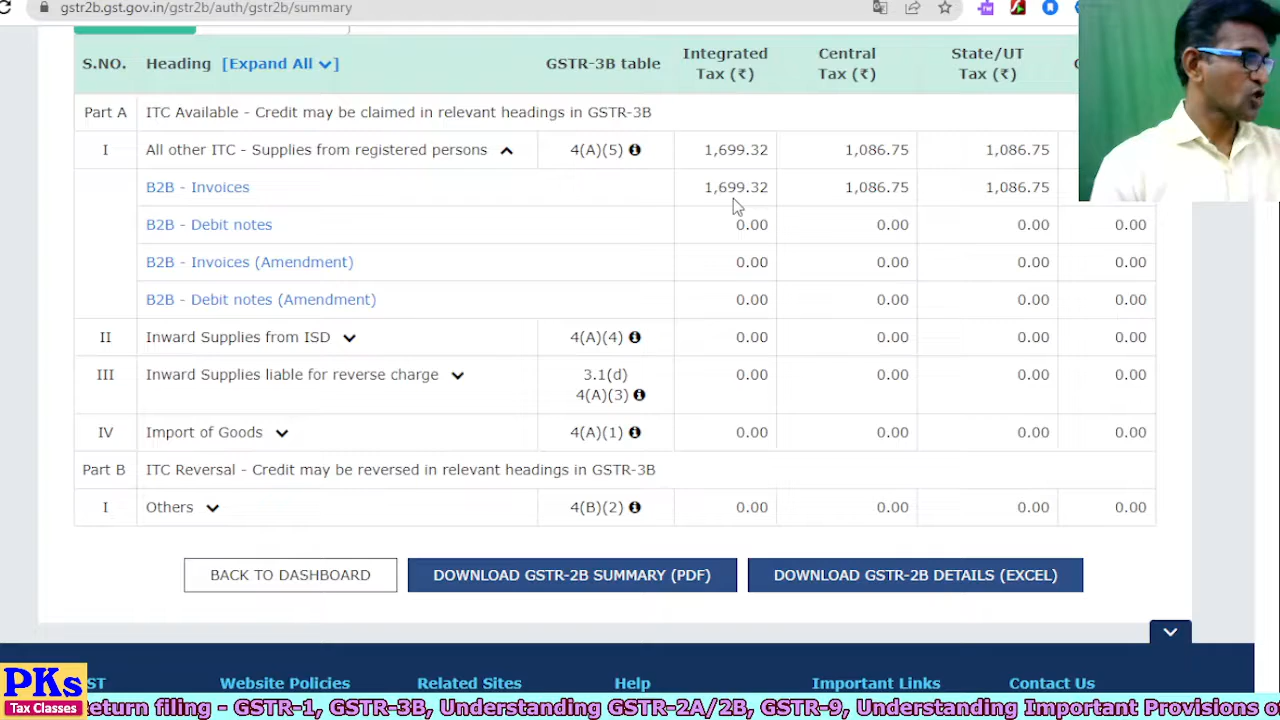 gstr2b.gst.gov.in/gstr2b/auth/gstr2b/summary
S.NO. Heading [Expand All ] GSTR-3B table Integrated Tax (₹) Central Tax (₹) State/UT Tax (₹)
Part A ITC Available - Credit may be claimed in relevant headings in GSTR-3B
I All other ITC - Supplies from registered persons 4(A)(5) 1,699.32 1,086.75 1,086.75
B2B - Invoices 1,699.32 1,086.75 1,086.75
B2B - Debit notes 0.00 0.00 0.00 0.00
B2B - Invoices (Amendment) 0.00 0.00 0.00 0.00
B2B - Debit notes (Amendment) 0.00 0.00 0.00 0.00
II Inward Supplies from ISD 4(A)(4) 0.00 0.00 0.00 0.00
III Inward Supplies liable for reverse charge 3.1(d) 4(A)(3) 0.00 0.00 0.00 0.00
IV Import of Goods 4(A)(1) 0.00 0.00 0.00 0.00
Part B ITC Reversal - Credit may be reversed in relevant headings in GSTR-3B
I Others 4(B)(2) 0.00 0.00 0.00 0.00
BACK TO DASHBOARD DOWNLOAD GSTR-2B SUMMARY (PDF) DOWNLOAD GSTR-2B DETAILS (EXCEL)
ST Website Policies Related Sites Help Important Links Contact Us
PKs
Tax Classes
eturn filing - GSTR-1, GSTR-3B, Understanding GSTR-2A/2B, GSTR-9, Understanding Important Provisions o